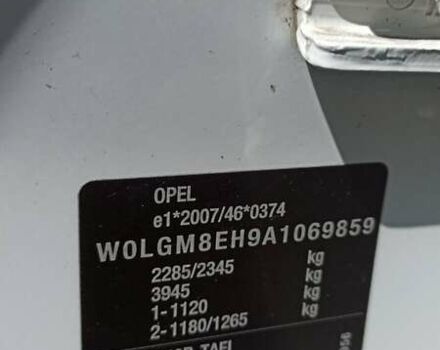 OPEL
e1*2007/46*0374
W0LGM8EH9A1069859
2285/2345 kg
3945 kg
1-1120 kg
2-1180/1265 kg